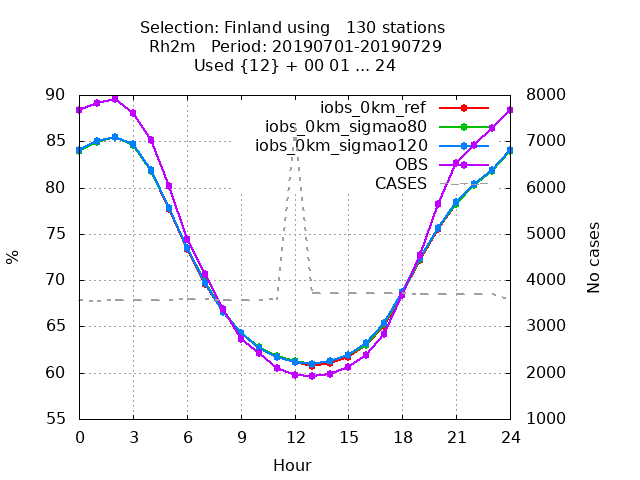 Selection: Finland using   130 stations
Rh2m   Period: 20190701-20190729
Used {12} + 00 01 ... 24
90
85
80
75
70
65
60
55
%
8000
7000
6000
5000
4000
3000
2000
1000
No cases
iobs_0km_ref
iobs_0km_sigmao80
iobs_0km_sigmao120
OBS
CASES
0 3 6 9 12 15 18 21 24
Hour